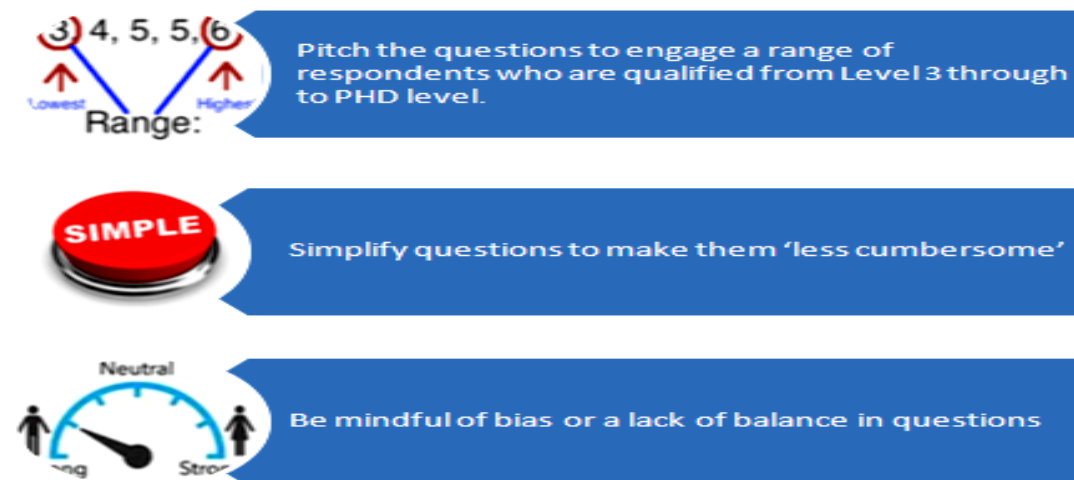 3, 4, 5, 5, 6,
Lowest
Range:
Pitch the questions to engage a range of
respondents who are qualified from Level 3 through
to PHD level.
SIMPLE
Simplify questions to make them ‘less cumbersome’
Neutral
Be mindful of bias or a lack of balance in questions